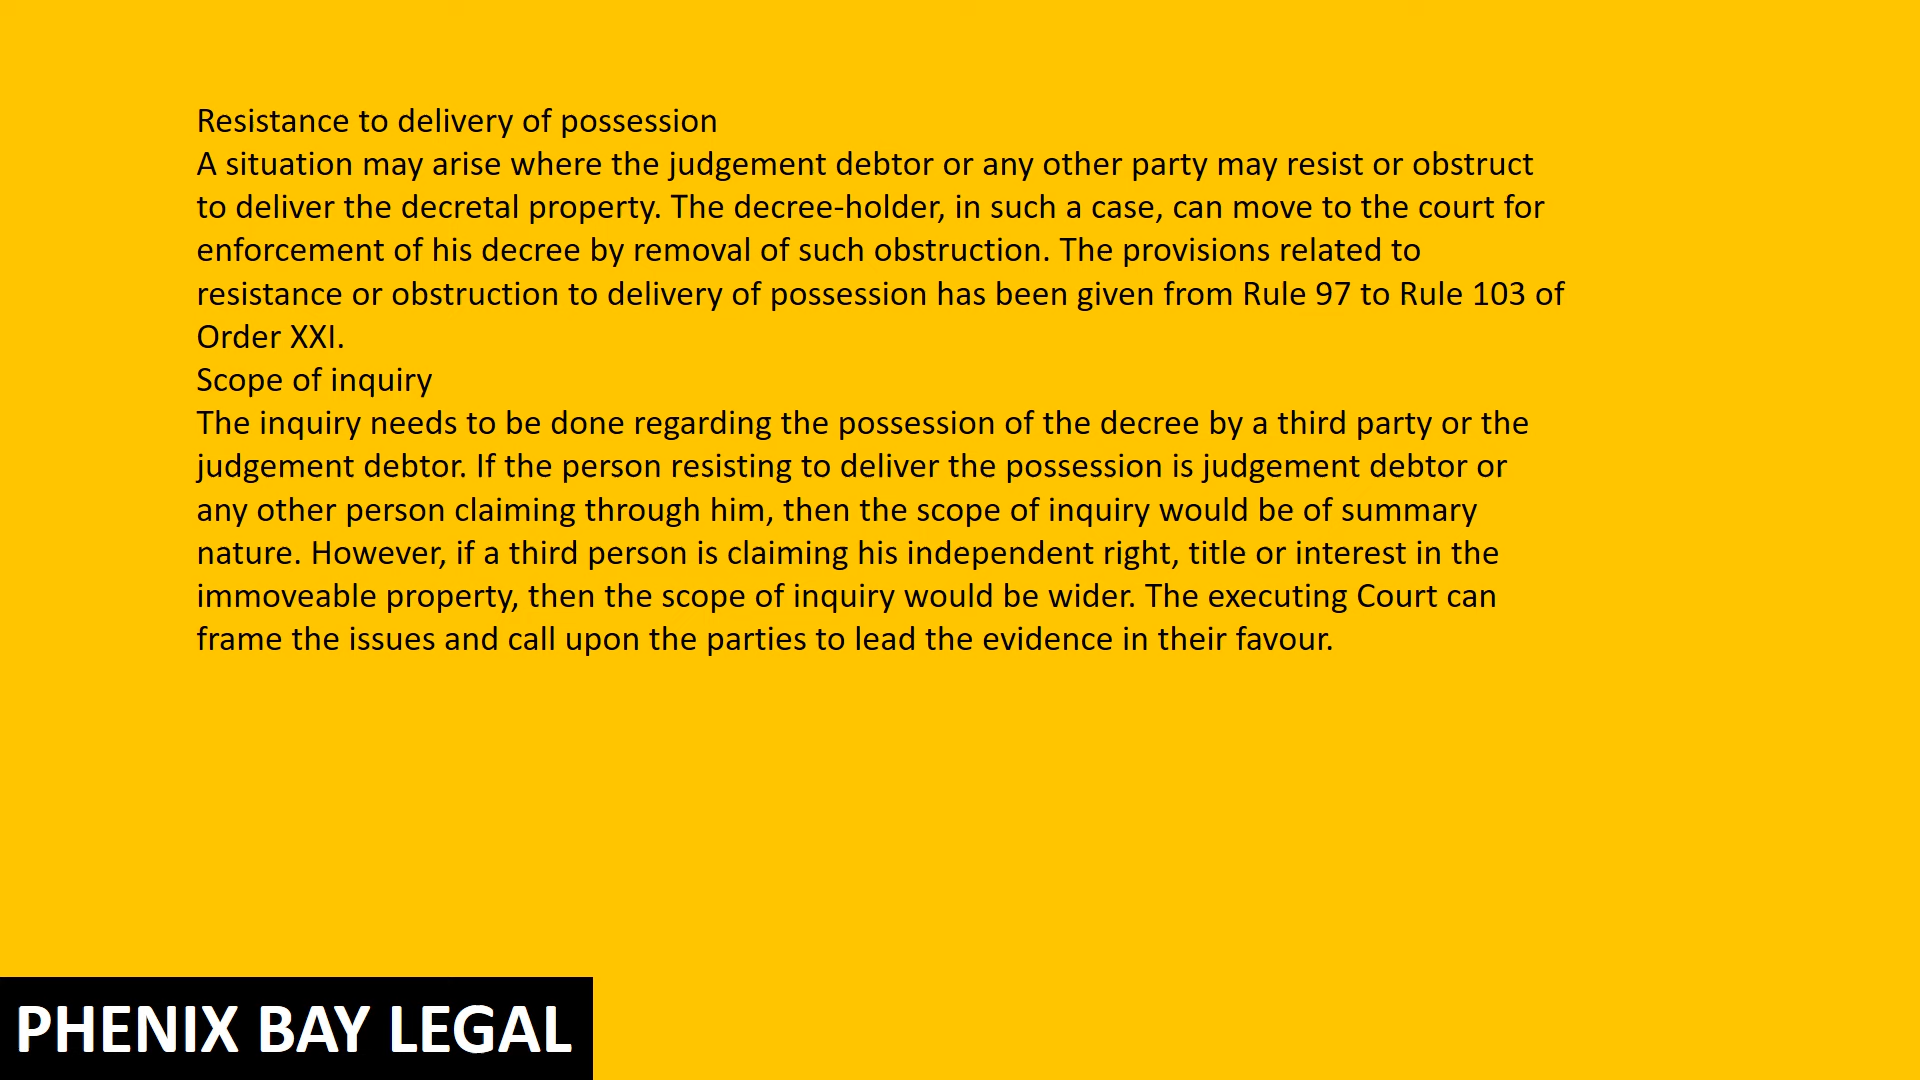 Resistance to delivery of possession
A situation may arise where the judgement debtor or any other party may resist or obstruct
to deliver the decretal property. The decree-holder, in such a case, can move to the court for
enforcement of his decree by removal of such obstruction. The provisions related to
resistance or obstruction to delivery of possession has been given from Rule 97 to Rule 103 of
Order XXI.
Scope of inquiry
The inquiry needs to be done regarding the possession of the decree by a third party or the
judgement debtor. If the person resisting to deliver the possession is judgement debtor or
any other person claiming through him, then the scope of inquiry would be of summary
nature. However, if a third person is claiming his independent right, title or interest in the
immoveable property, then the scope of inquiry would be wider. The executing Court can
frame the issues and call upon the parties to lead the evidence in their favour.
PHENIX BAY LEGAL